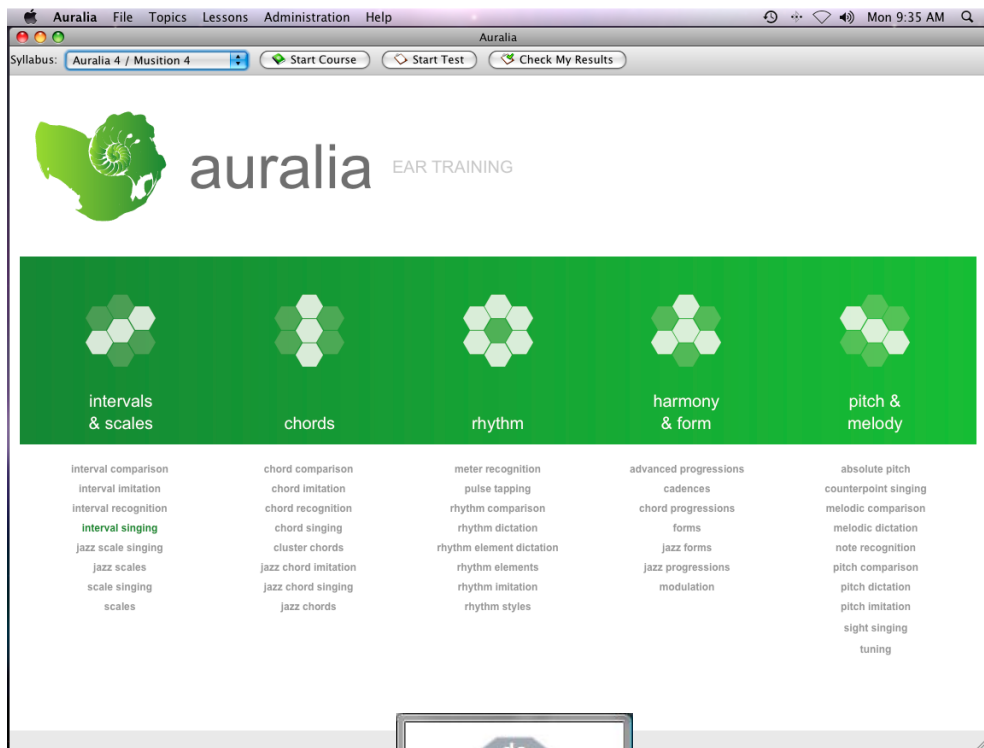 Auralia File Topics Lessons Administration Help Mon 9:35 AM
Auralia
Syllabus: Auralia 4 / Musition 4 Start Course Start Test Check My Results
auralia EAR TRAINING
intervals
& scales
chords
rhythm
harmony
& form
pitch &
melody
interval comparison
interval imitation
interval recognition
interval singing
jazz scale singing
jazz scales
scale singing
scales
chord comparison
chord imitation
chord recognition
chord singing
cluster chords
jazz chord imitation
jazz chord singing
jazz chords
meter recognition
pulse tapping
rhythm comparison
rhythm dictation
rhythm element dictation
rhythm elements
rhythm imitation
rhythm styles
advanced progressions
cadences
chord progressions
forms
jazz forms
jazz progressions
modulation
absolute pitch
counterpoint singing
melodic comparison
melodic dictation
note recognition
pitch comparison
pitch dictation
pitch imitation
sight singing
tuning